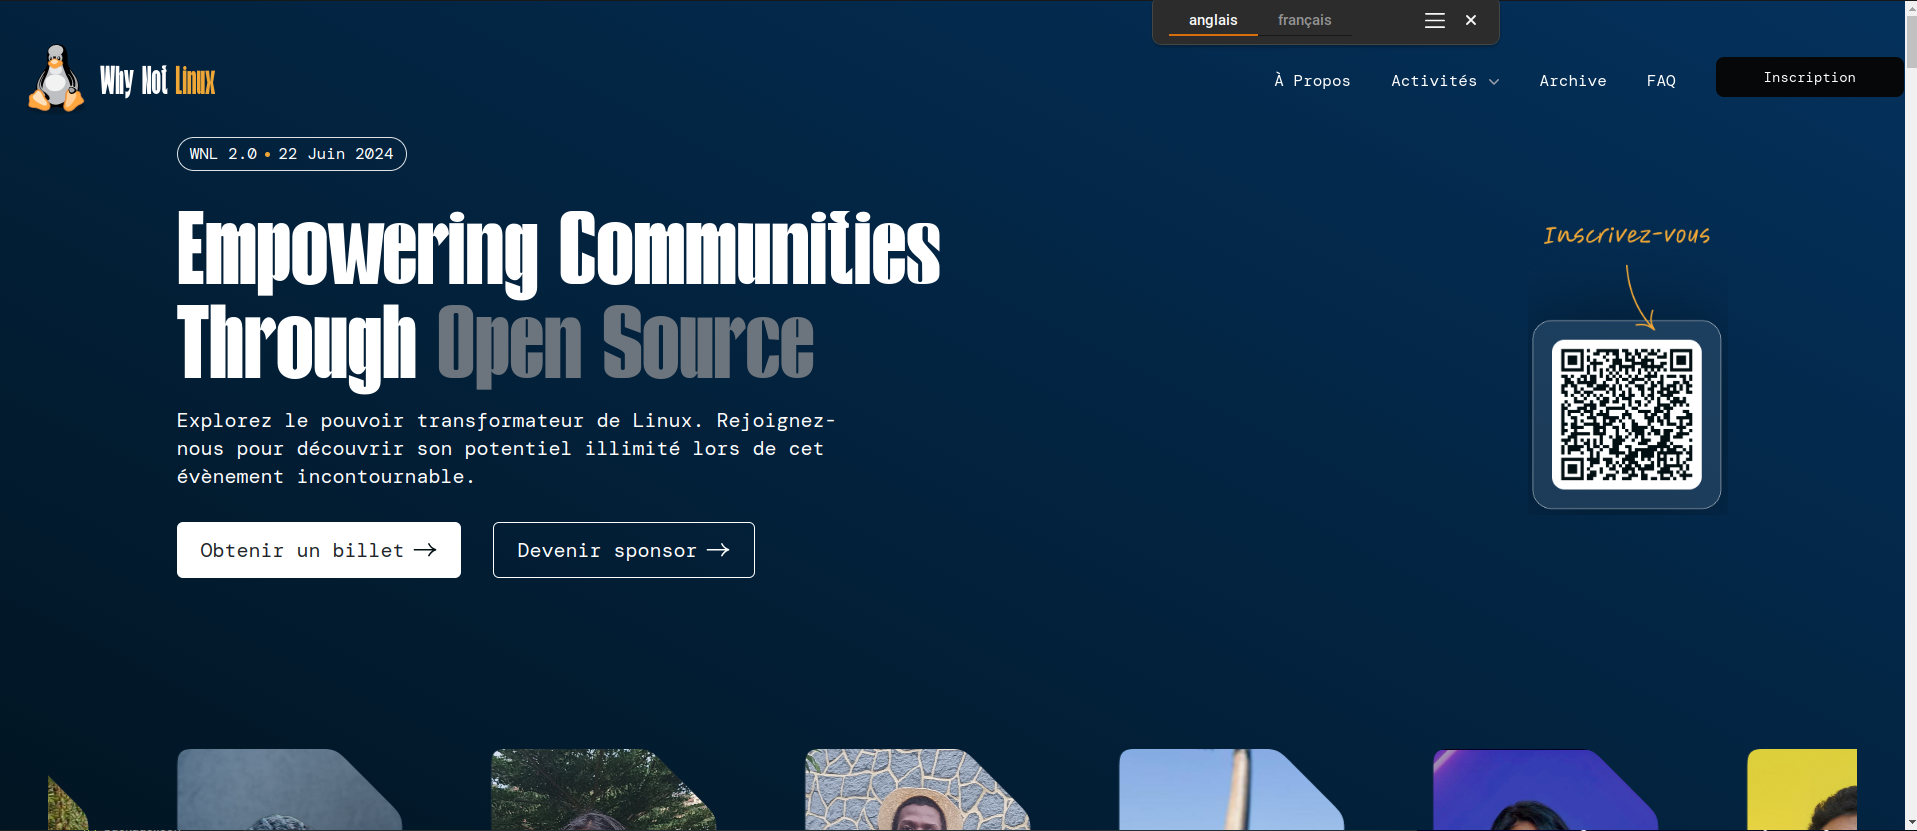 anglais français
Why Not Linux
À Propos Activités Archive FAQ Inscription
WNL 2.0 • 22 Juin 2024
Empowering Communities
Through Open Source
Explorez le pouvoir transformateur de Linux. Rejoignez-
nous pour découvrir son potentiel illimité lors de cet
évènement incontournable.
Obtenir un billet → Devenir sponsor →
Inscrivez-vous